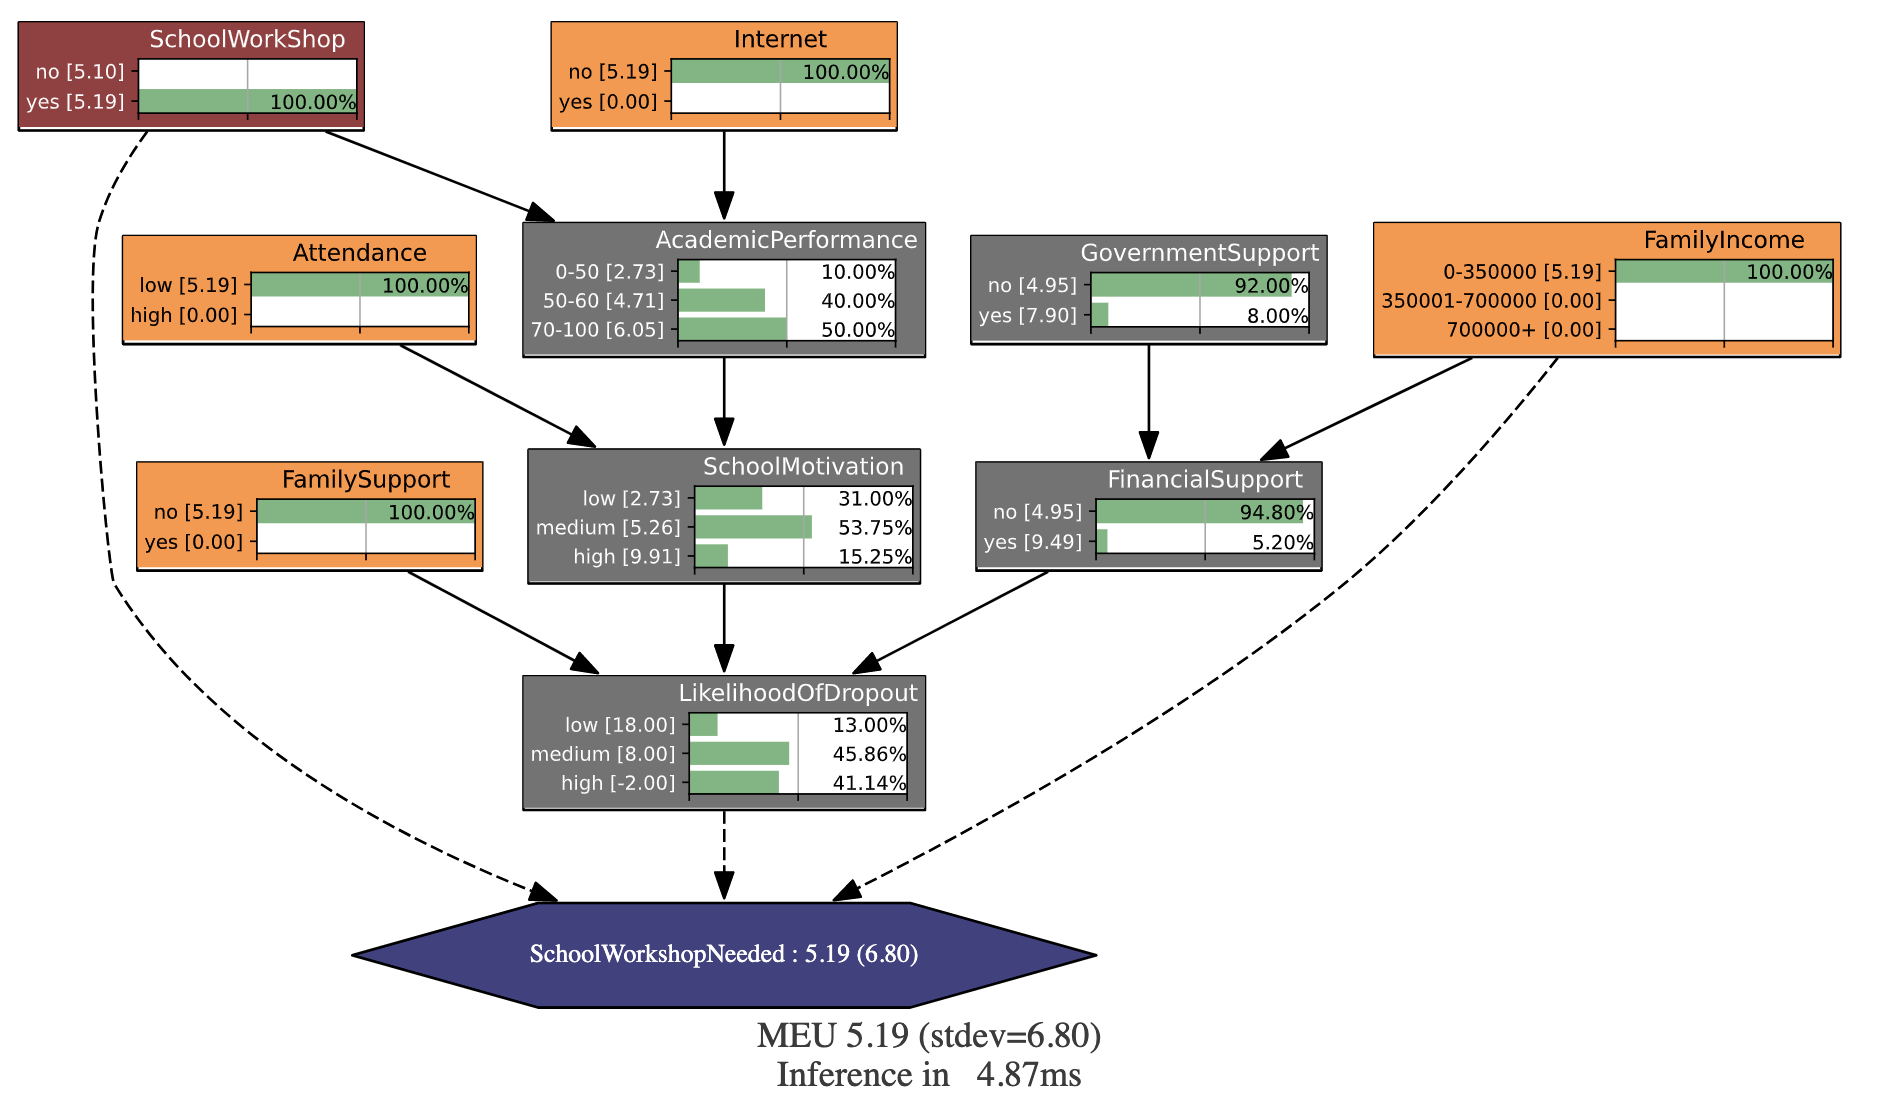 SchoolWorkShop
no [5.10]
yes [5.19] 100.00%
Internet
no [5.19] 100.00%
yes [0.00]
Attendance
low [5.19] 100.00%
high [0.00]
AcademicPerformance
0-50 [2.73] 10.00%
50-60 [4.71] 40.00%
70-100 [6.05] 50.00%
GovernmentSupport
no [4.95] 92.00%
yes [7.90] 8.00%
FamilyIncome
0-350000 [5.19] 100.00%
350001-700000 [0.00]
700000+ [0.00]
FamilySupport
no [5.19] 100.00%
yes [0.00]
SchoolMotivation
low [2.73] 31.00%
medium [5.26] 53.75%
high [9.91] 15.25%
FinancialSupport
no [4.95] 94.80%
yes [9.49] 5.20%
LikelihoodOfDropout
low [18.00] 13.00%
medium [8.00] 45.86%
high [-2.00] 41.14%
SchoolWorkshopNeeded : 5.19 (6.80)
MEU 5.19 (stdev=6.80)
Inference in 4.87ms